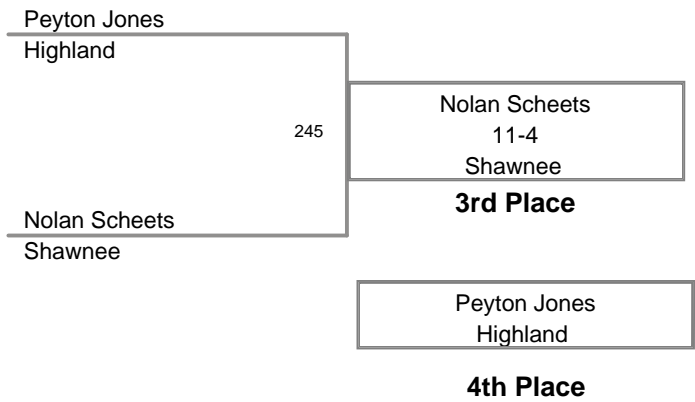 Peyton Jones
Highland
Nolan Scheets
11-4
Shawnee
245
3rd Place
Nolan Scheets
Shawnee
Peyton Jones
Highland
4th Place